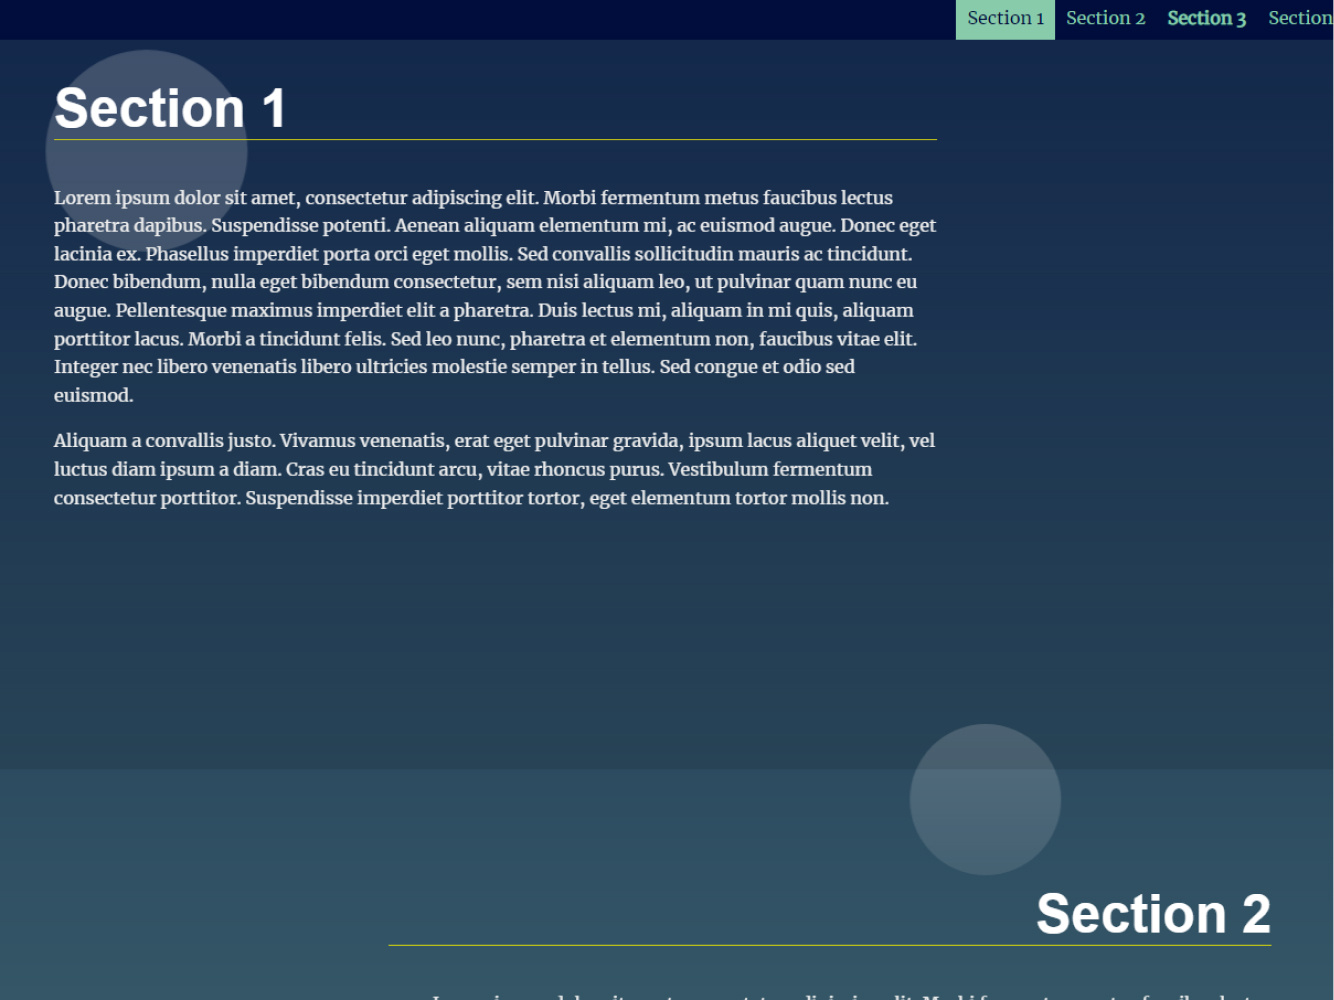 Section 1 Section 2 Section 3 Section
Section 1
Lorem ipsum dolor sit amet, consectetur adipiscing elit. Morbi fermentum metus faucibus lectus
pharetra dapibus. Suspendisse potenti. Aenean aliquam elementum mi, ac euismod augue. Donec eget
lacinia ex. Phasellus imperdiet porta orci eget mollis. Sed convallis sollicitudin mauris ac tincidunt.
Donec bibendum, nulla eget bibendum consectetur, sem nisi aliquam leo, ut pulvinar quam nunc eu
augue. Pellentesque maximus imperdiet elit a pharetra. Duis lectus mi, aliquam in mi quis, aliquam
porttitor lacus. Morbi a tincidunt felis. Sed leo nunc, pharetra et elementum non, faucibus vitae elit.
Integer nec libero venenatis libero ultricies molestie semper in tellus. Sed congue et odio sed
euismod.
Aliquam a convallis justo. Vivamus venenatis, erat eget pulvinar gravida, ipsum lacus aliquet velit, vel
luctus diam ipsum a diam. Cras eu tincidunt arcu, vitae rhoncus purus. Vestibulum fermentum
consectetur porttitor. Suspendisse imperdiet porttitor tortor, eget elementum tortor mollis non.
Section 2